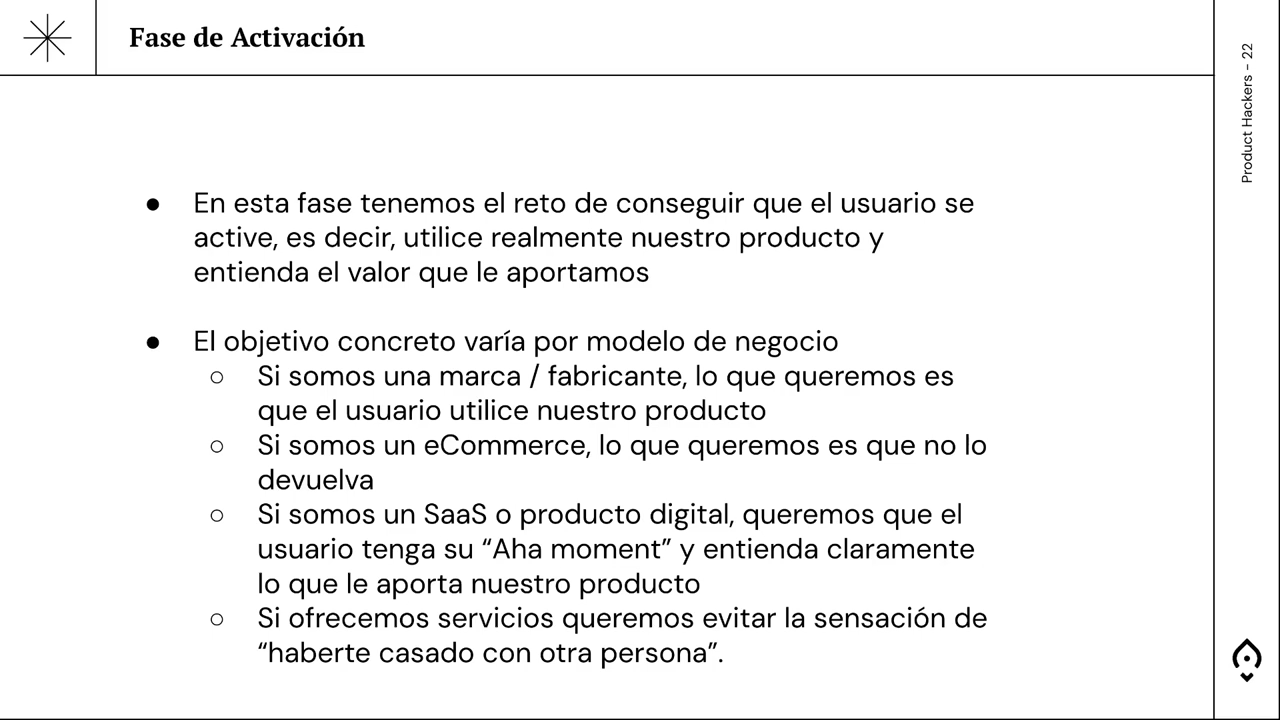 Fase de Activación
Product Hackers - 22
● En esta fase tenemos el reto de conseguir que el usuario se
active, es decir, utilice realmente nuestro producto y
entienda el valor que le aportamos
● El objetivo concreto varía por modelo de negocio
○ Si somos una marca / fabricante, lo que queremos es
que el usuario utilice nuestro producto
○ Si somos un eCommerce, lo que queremos es que no lo
devuelva
○ Si somos un SaaS o producto digital, queremos que el
usuario tenga su “Aha moment” y entienda claramente
lo que le aporta nuestro producto
○ Si ofrecemos servicios queremos evitar la sensación de
“haberte casado con otra persona”.